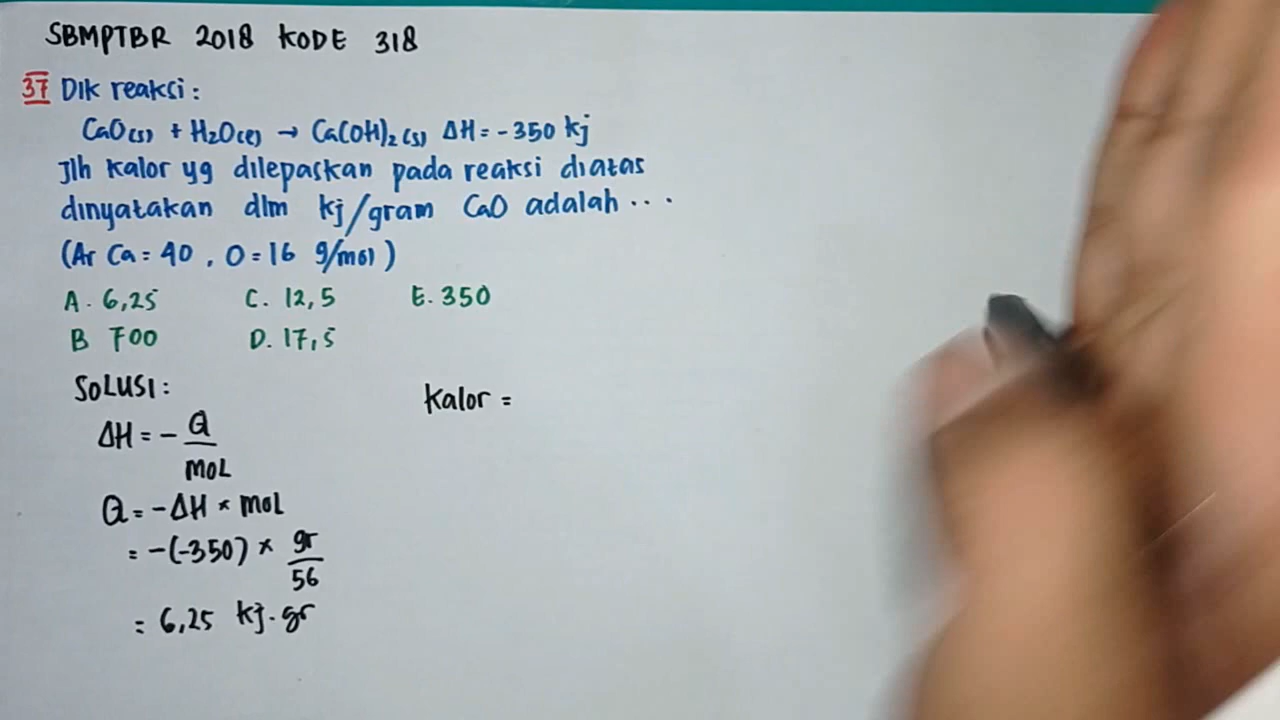 SBMPTBR 2018 KODE 318
37 Dik reaksi:
CaO(s) + H2O(l) → Ca(OH)2(s) ΔH = -350 kj
Jlh kalor yg dilepaskan pada reaksi diatas
dinyatakan dlm kj/gram CaO adalah ...
(Ar Ca = 40, O = 16 g/mol)
A. 6,25 C. 12,5 E. 350
B 700 D. 17,5
SOLUSI:
Kalor =
ΔH = - Q/MOL
Q = -ΔH × mol
= -(-350) × gr/56
= 6,25 kj.gr